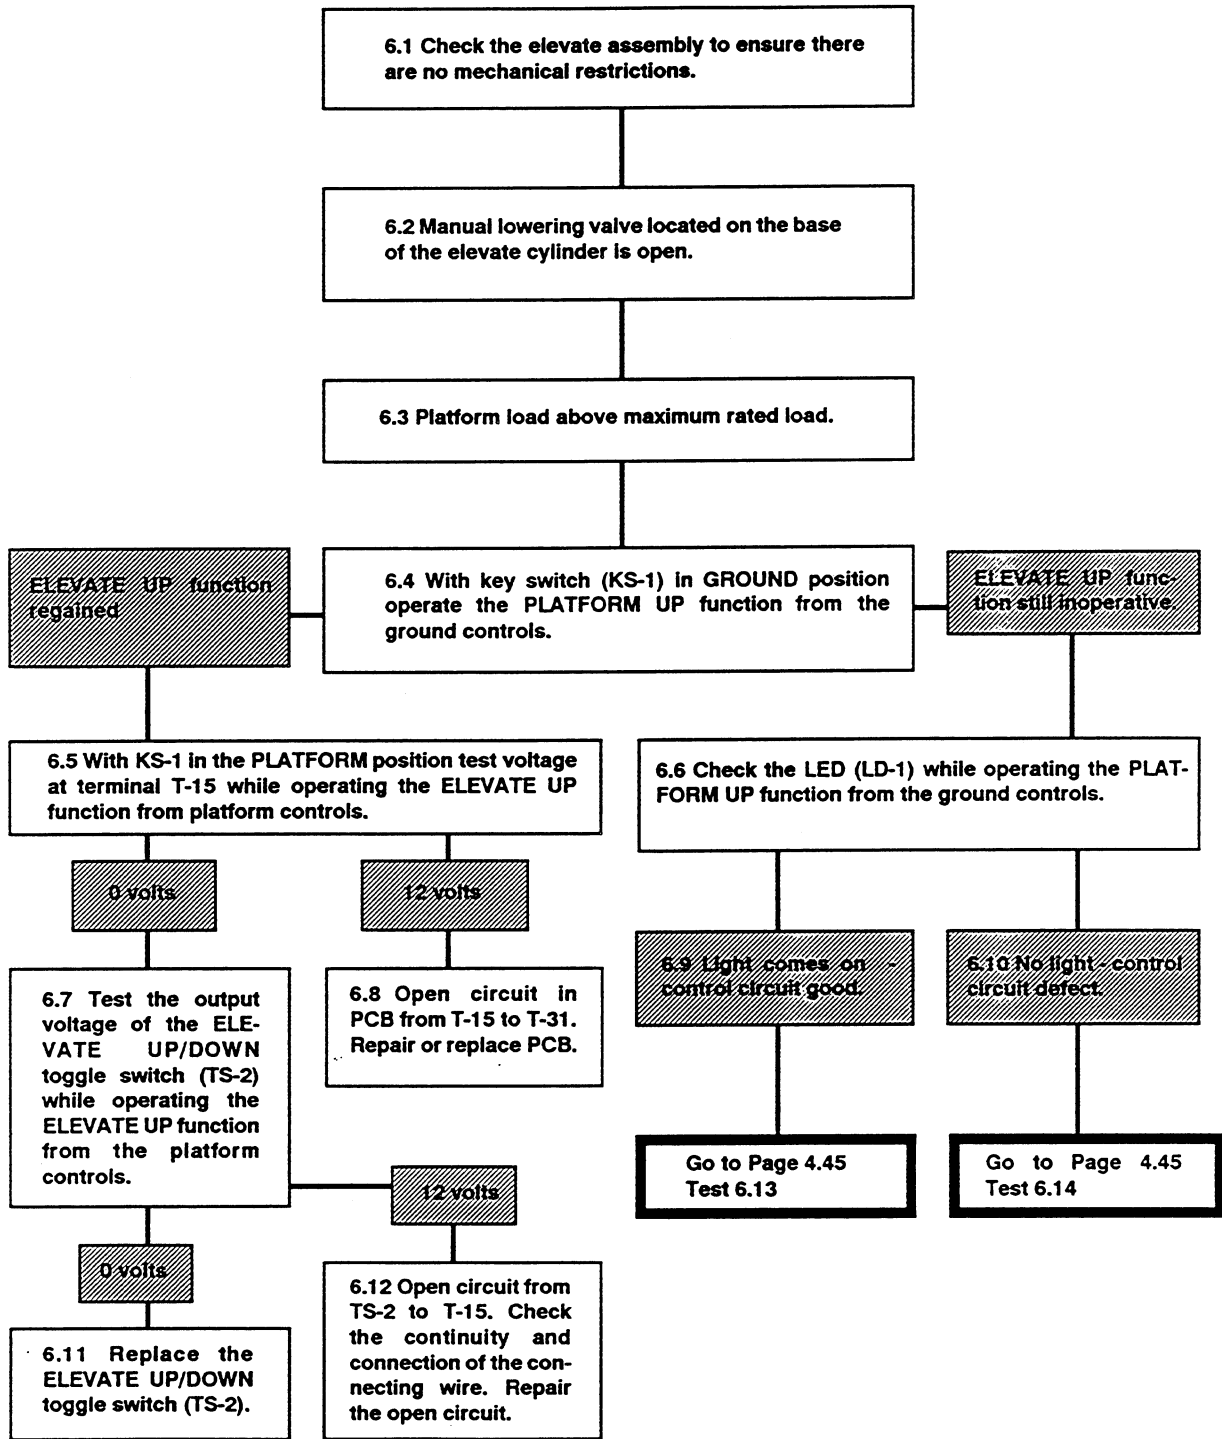 6.1 Check the elevate assembly to ensure there
are no mechanical restrictions.
6.2 Manual lowering valve located on the base
of the elevate cylinder is open.
6.3 Platform load above maximum rated load.
ELEVATE UP function
regained
6.4 With key switch (KS-1) in GROUND position
operate the PLATFORM UP function from the
ground controls.
ELEVATE UP func-
tion still inoperative.
6.5 With KS-1 in the PLATFORM position test voltage
at terminal T-15 while operating the ELEVATE UP
function from platform controls.
6.6 Check the LED (LD-1) while operating the PLAT-
FORM UP function from the ground controls.
0 volts
12 volts
6.9 Light comes on -
control circuit good.
6.10 No light - control
circuit defect.
6.7 Test the output
voltage of the ELE-
VATE UP/DOWN
toggle switch (TS-2)
while operating the
ELEVATE UP function
from the platform
controls.
6.8 Open circuit in
PCB from T-15 to T-31.
Repair or replace PCB.
Go to Page 4.45
Test 6.13
Go to Page 4.45
Test 6.14
12 volts
0 volts
6.11 Replace the
ELEVATE UP/DOWN
toggle switch (TS-2).
6.12 Open circuit from
TS-2 to T-15. Check
the continuity and
connection of the con-
necting wire. Repair
the open circuit.